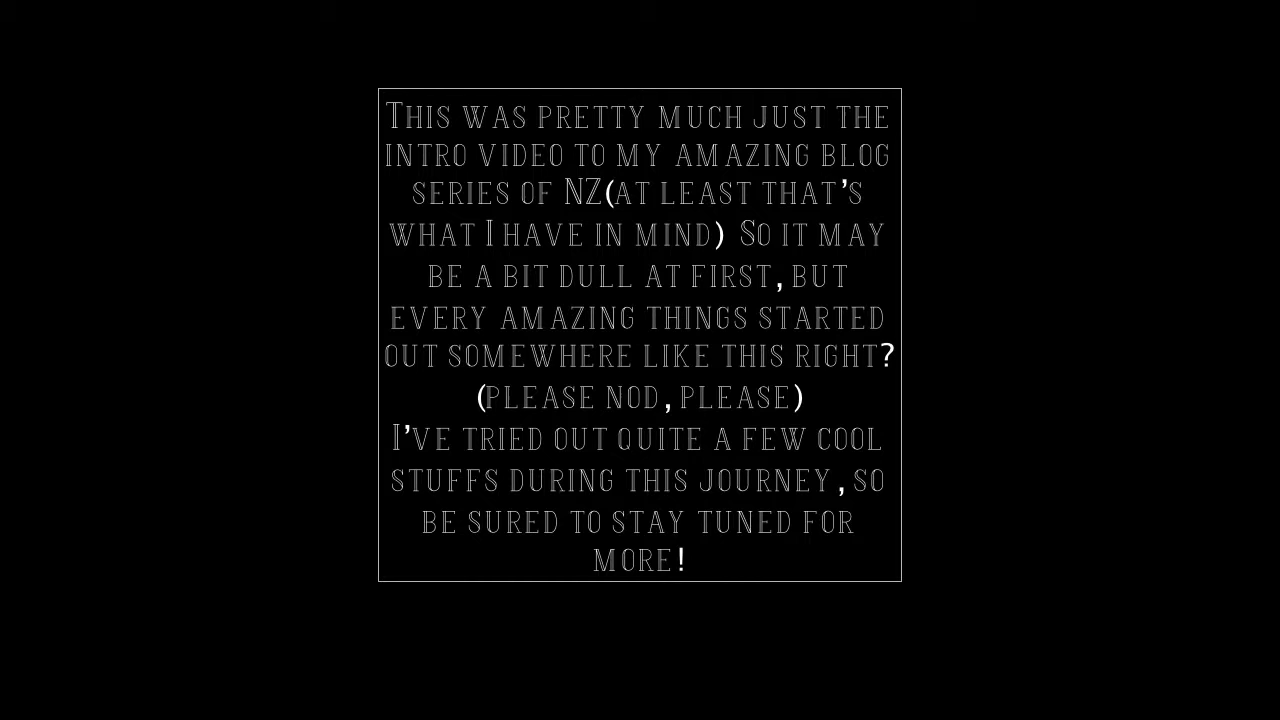 This was pretty much just the
intro video to my amazing blog
series of NZ(at least that's
what I have in mind) So it may
be a bit dull at first, but
every amazing things started
out somewhere like this right?
(please nod, please)
I've tried out quite a few cool
stuffs during this journey, so
be sured to stay tuned for
more!